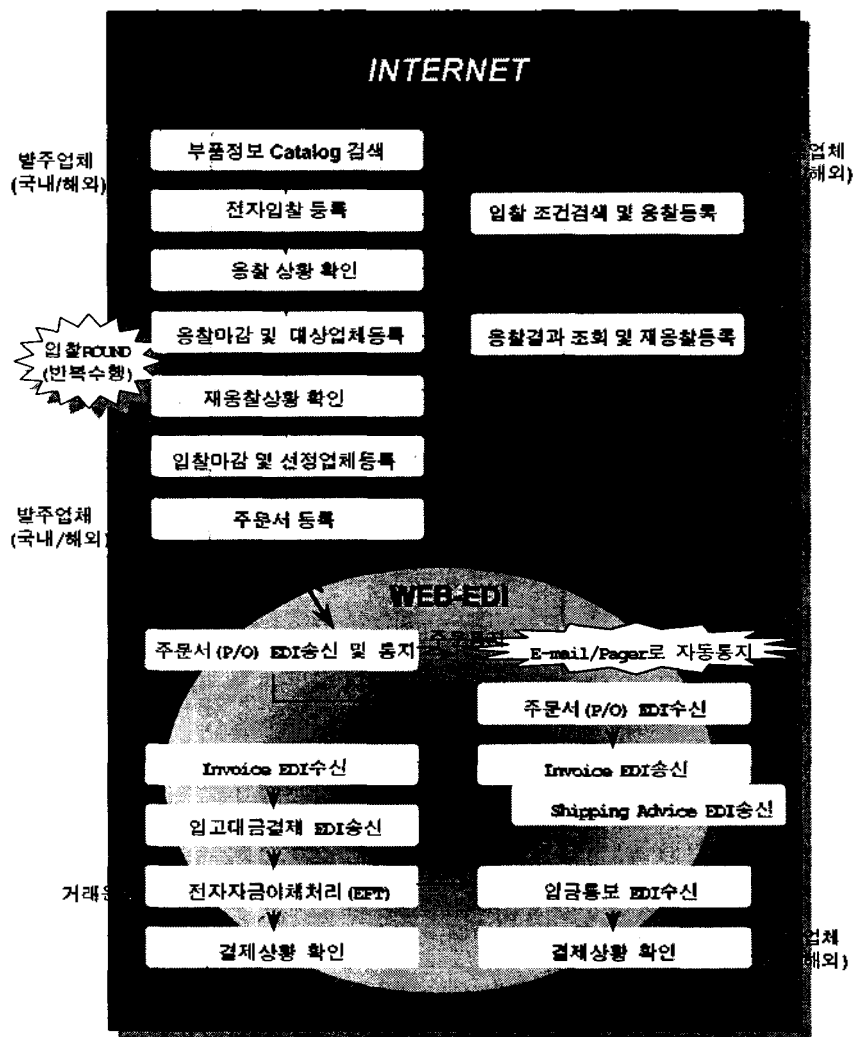 INTERNET
발주업체
(국내/해외)
부품정보 Catalog 검색
업체
해외)
전자입찰 등록
입찰 조건검색 및 응찰등록
응찰 상황 확인
입찰ROUND
(반복수행)
응찰마감 및 대상업체등록
응찰결과 조회 및 재응찰등록
재응찰상황 확인
입찰마감 및 선정업체등록
발주업체
(국내/해외)
주문서 등록
WEB-EDI
주문서(P/O) EDI송신 및 통지
E-mail/Pager로 자동통지
주문서(P/O) EDI수신
Invoice EDI수신
Invoice EDI송신
Shipping Advice EDI송신
입고대금결제 EDI송신
거래은
전자자금이체처리(EFT)
입금통보 EDI수신
결제상황 확인
결제상황 확인
업체
해외)